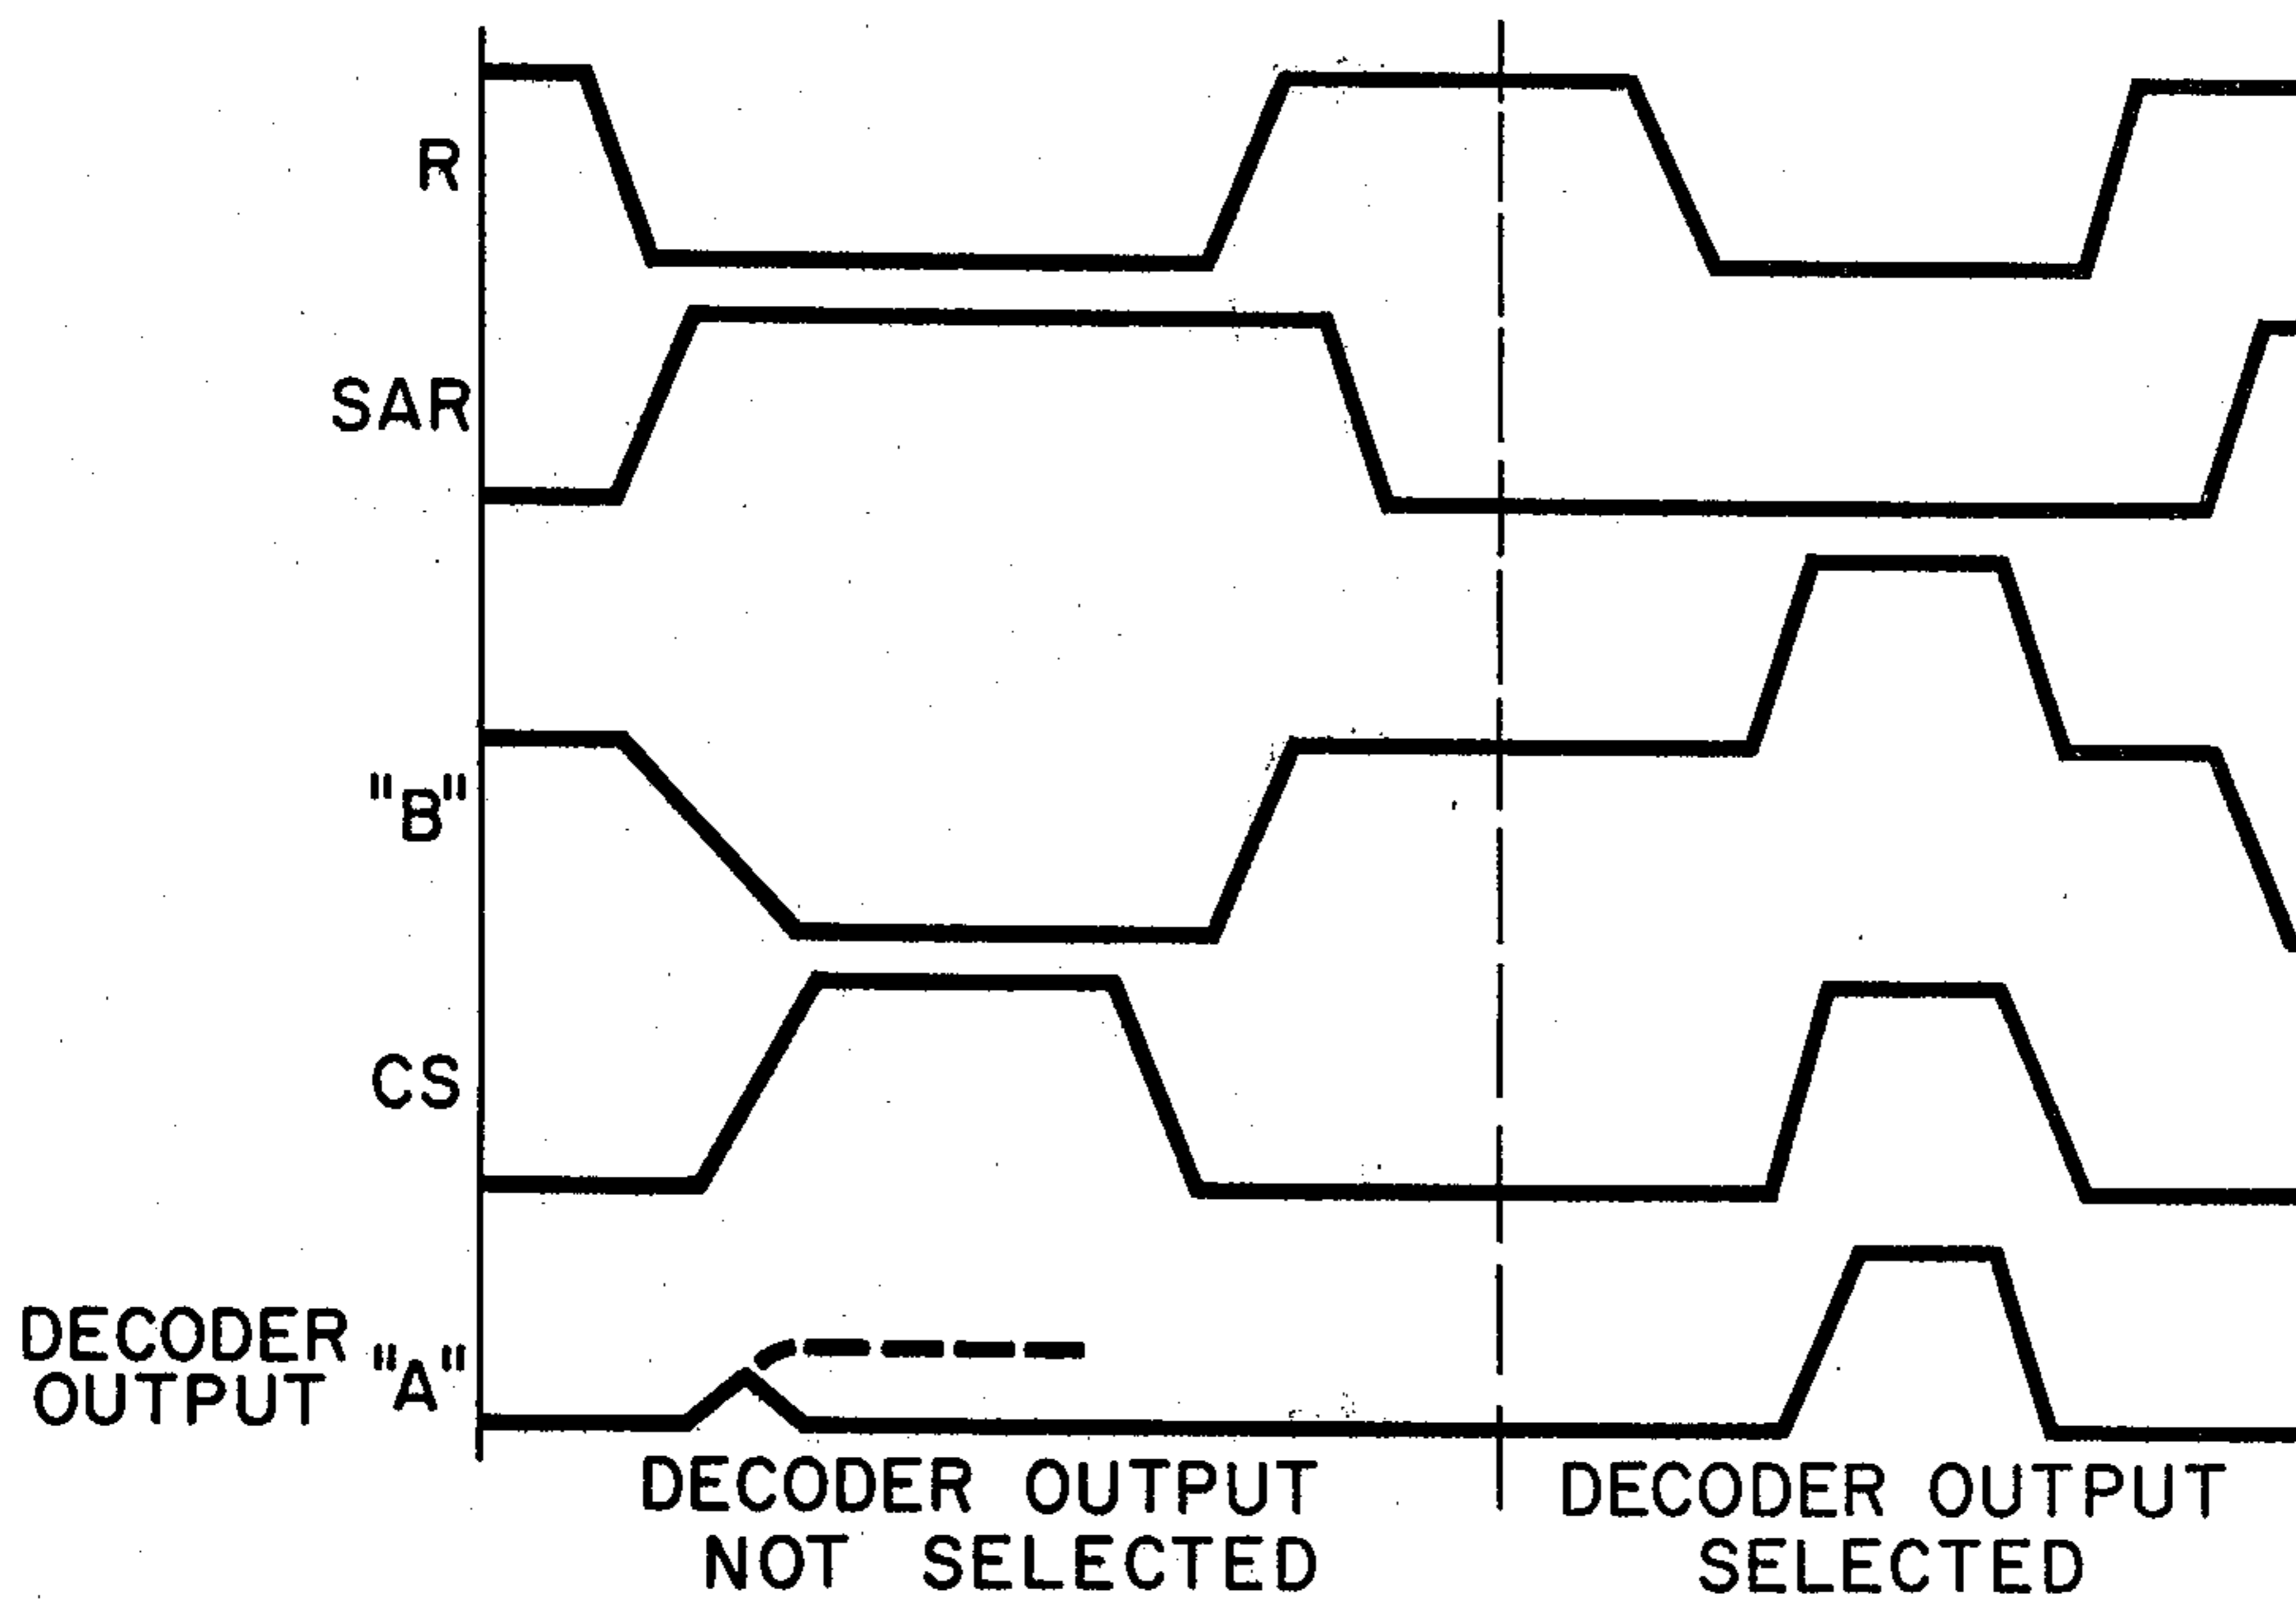 R
SAR
"B"
CS
DECODER
OUTPUT "A"
DECODER OUTPUT
NOT SELECTED
DECODER OUTPUT
SELECTED